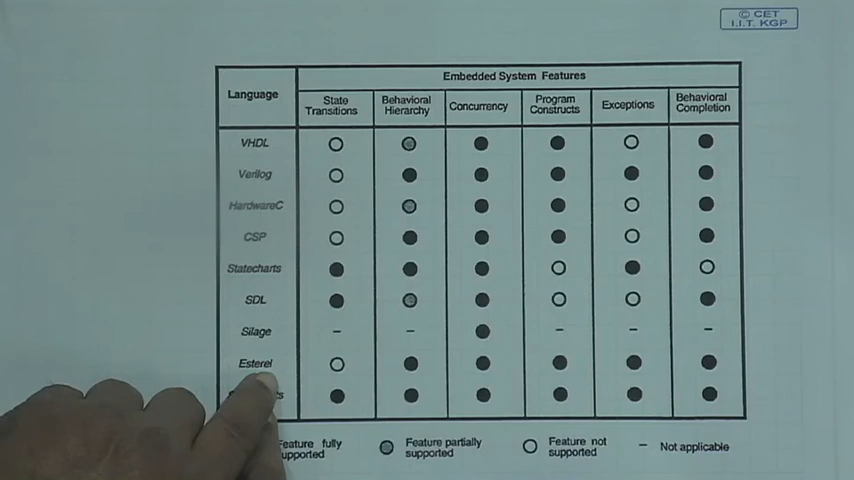 © CET
I.I.T. KGP
Embedded System Features
Language
State Transitions
Behavioral Hierarchy
Concurrency
Program Constructs
Exceptions
Behavioral Completion
VHDL
Verilog
HardwareC
CSP
Statecharts
SDL
Silage – – – – –
Esterel
Feature fully
Feature partially supported
Feature not supported
– Not applicable